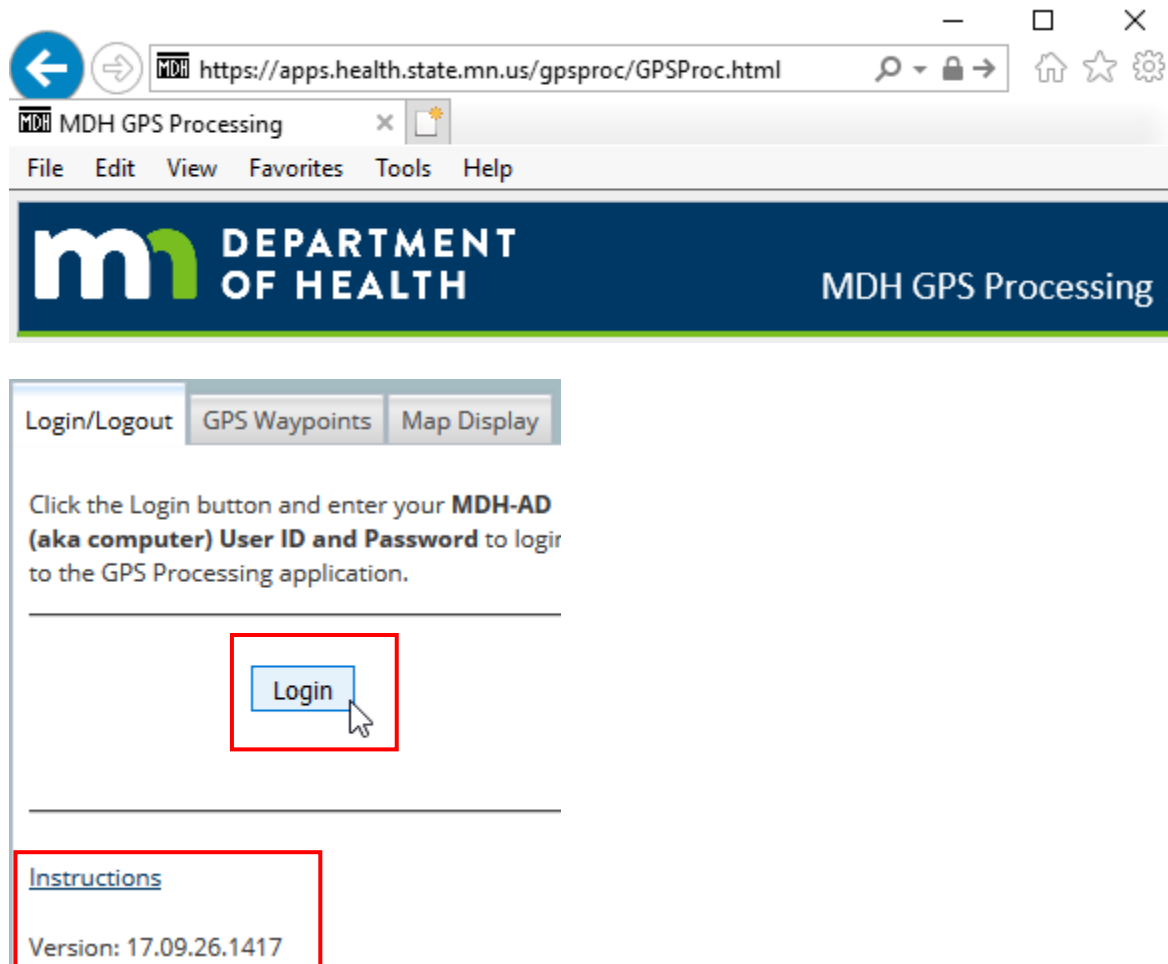 MDH https://apps.health.state.mn.us/gpsproc/GPSProc.html
MDH MDH GPS Processing
File Edit View Favorites Tools Help
mn DEPARTMENT
OF HEALTH
MDH GPS Processing
Login/Logout GPS Waypoints Map Display
Click the Login button and enter your MDH-AD
(aka computer) User ID and Password to login
to the GPS Processing application.
Login
Instructions
Version: 17.09.26.1417